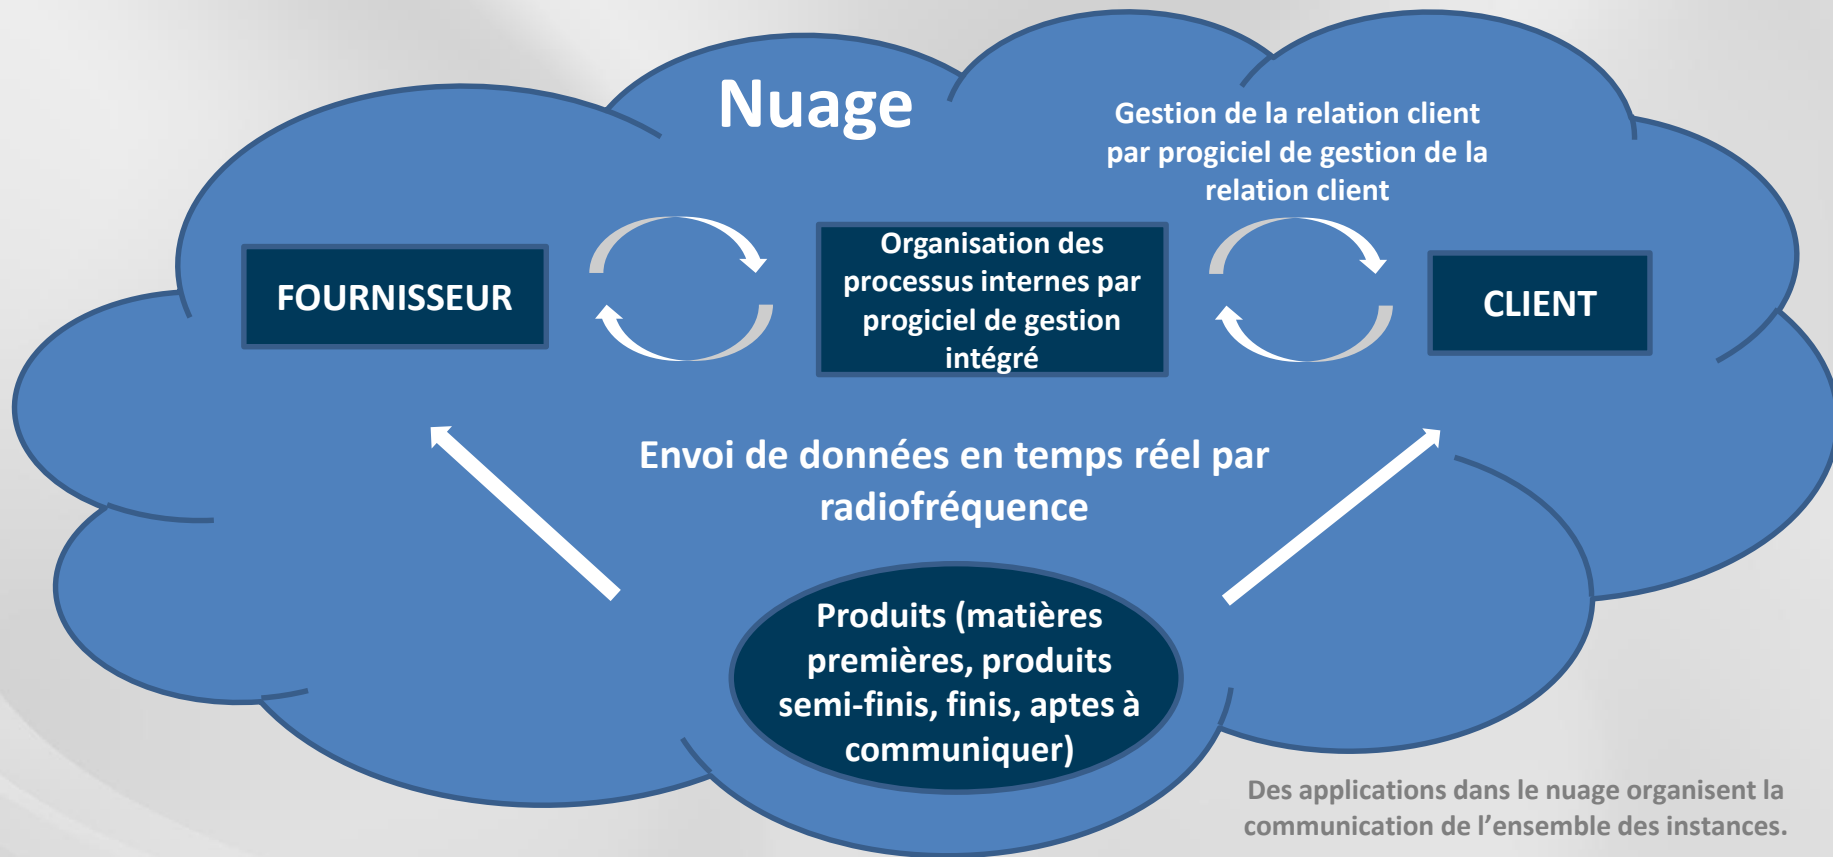 Nuage
Gestion de la relation client
par progiciel de gestion de la
relation client
FOURNISSEUR
Organisation des
processus internes par
progiciel de gestion
intégré
CLIENT
Envoi de données en temps réel par
radiofréquence
Produits (matières
premières, produits
semi-finis, finis, aptes à
communiquer)
Des applications dans le nuage organisent la
communication de l’ensemble des instances.